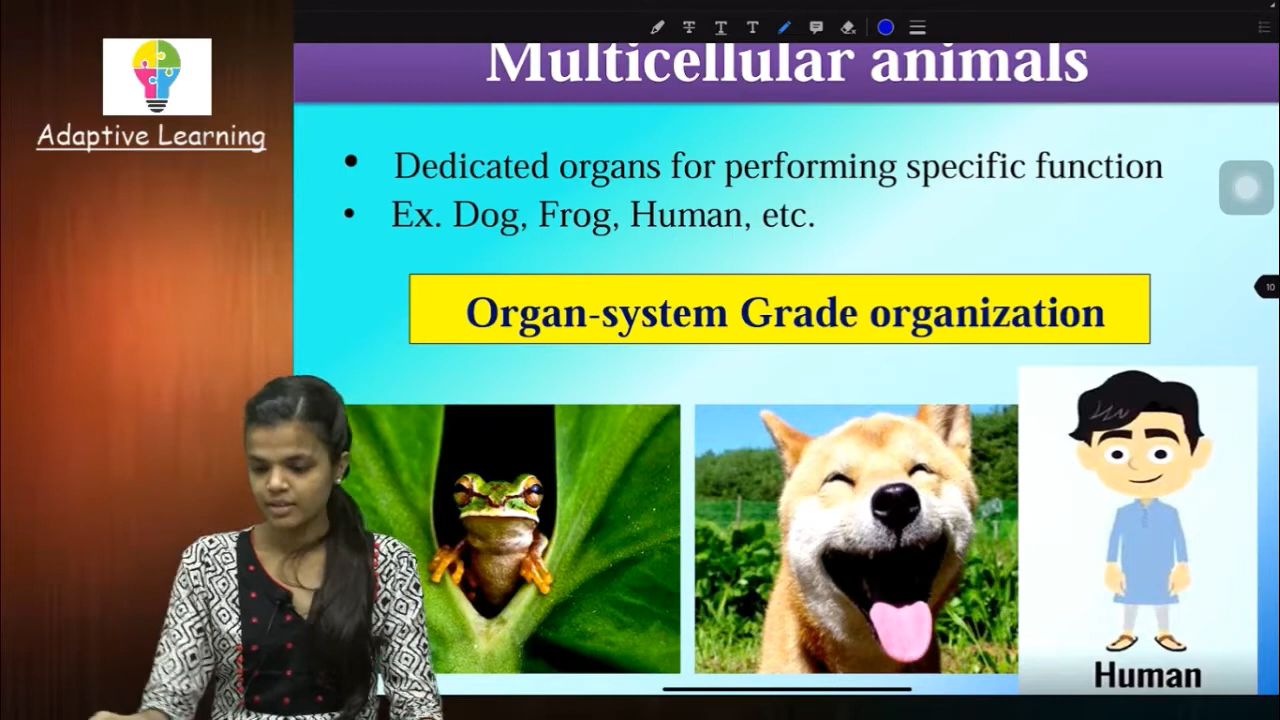 Multicellular animals
Adaptive Learning
• Dedicated organs for performing specific function
• Ex. Dog, Frog, Human, etc.
10
Organ-system Grade organization
Human